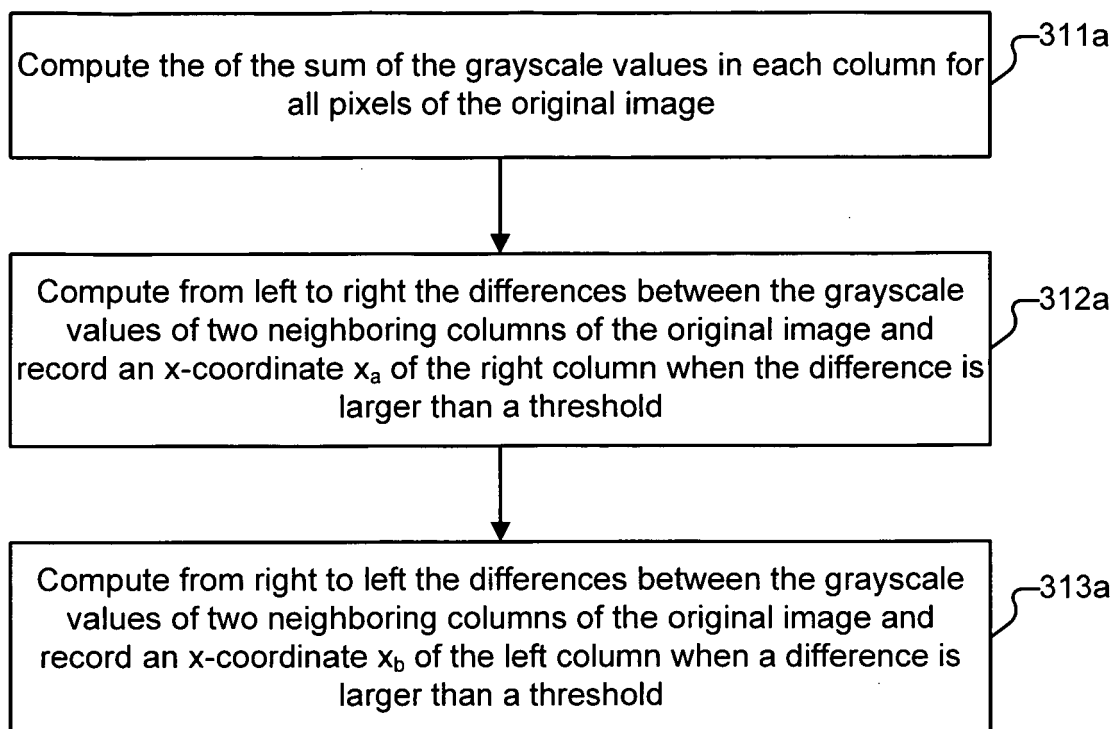 Compute the of the sum of the grayscale values in each column for
all pixels of the original image
311a
Compute from left to right the differences between the grayscale
values of two neighboring columns of the original image and
record an x-coordinate xa of the right column when the difference is
larger than a threshold
312a
Compute from right to left the differences between the grayscale
values of two neighboring columns of the original image and
record an x-coordinate xb of the left column when a difference is
larger than a threshold
313a